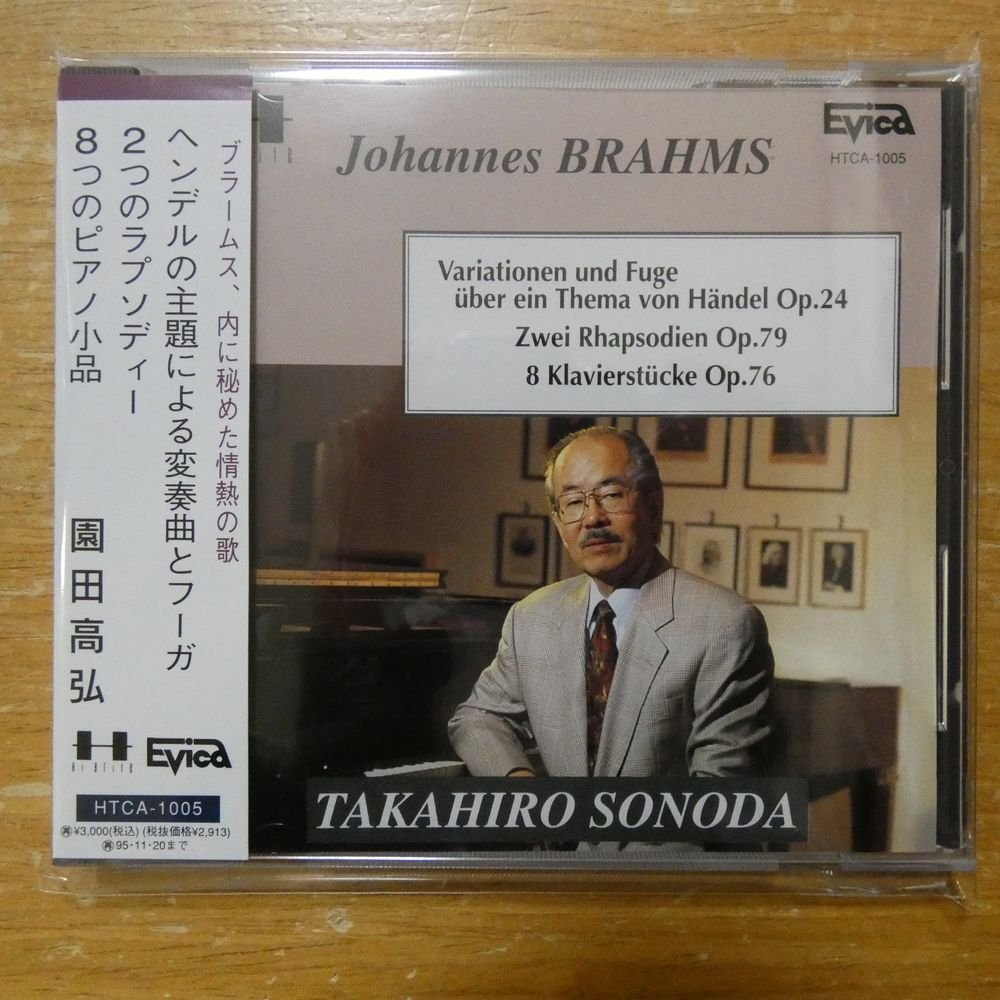 ブラームス、内に秘めた情熱の歌
ヘンデルの主題による変奏曲とフーガ
2つのラプソディー
8つのピアノ小品
園田高弘
Evica
HTCA-1005
再¥3,000(税込)(税抜価格¥2,913)
再95・11・20まで
Evica
HTCA-1005
Johannes BRAHMS
Variationen und Fuge
über ein Thema von Händel Op.24
Zwei Rhapsodien Op.79
8 Klavierstücke Op.76
TAKAHIRO SONODA